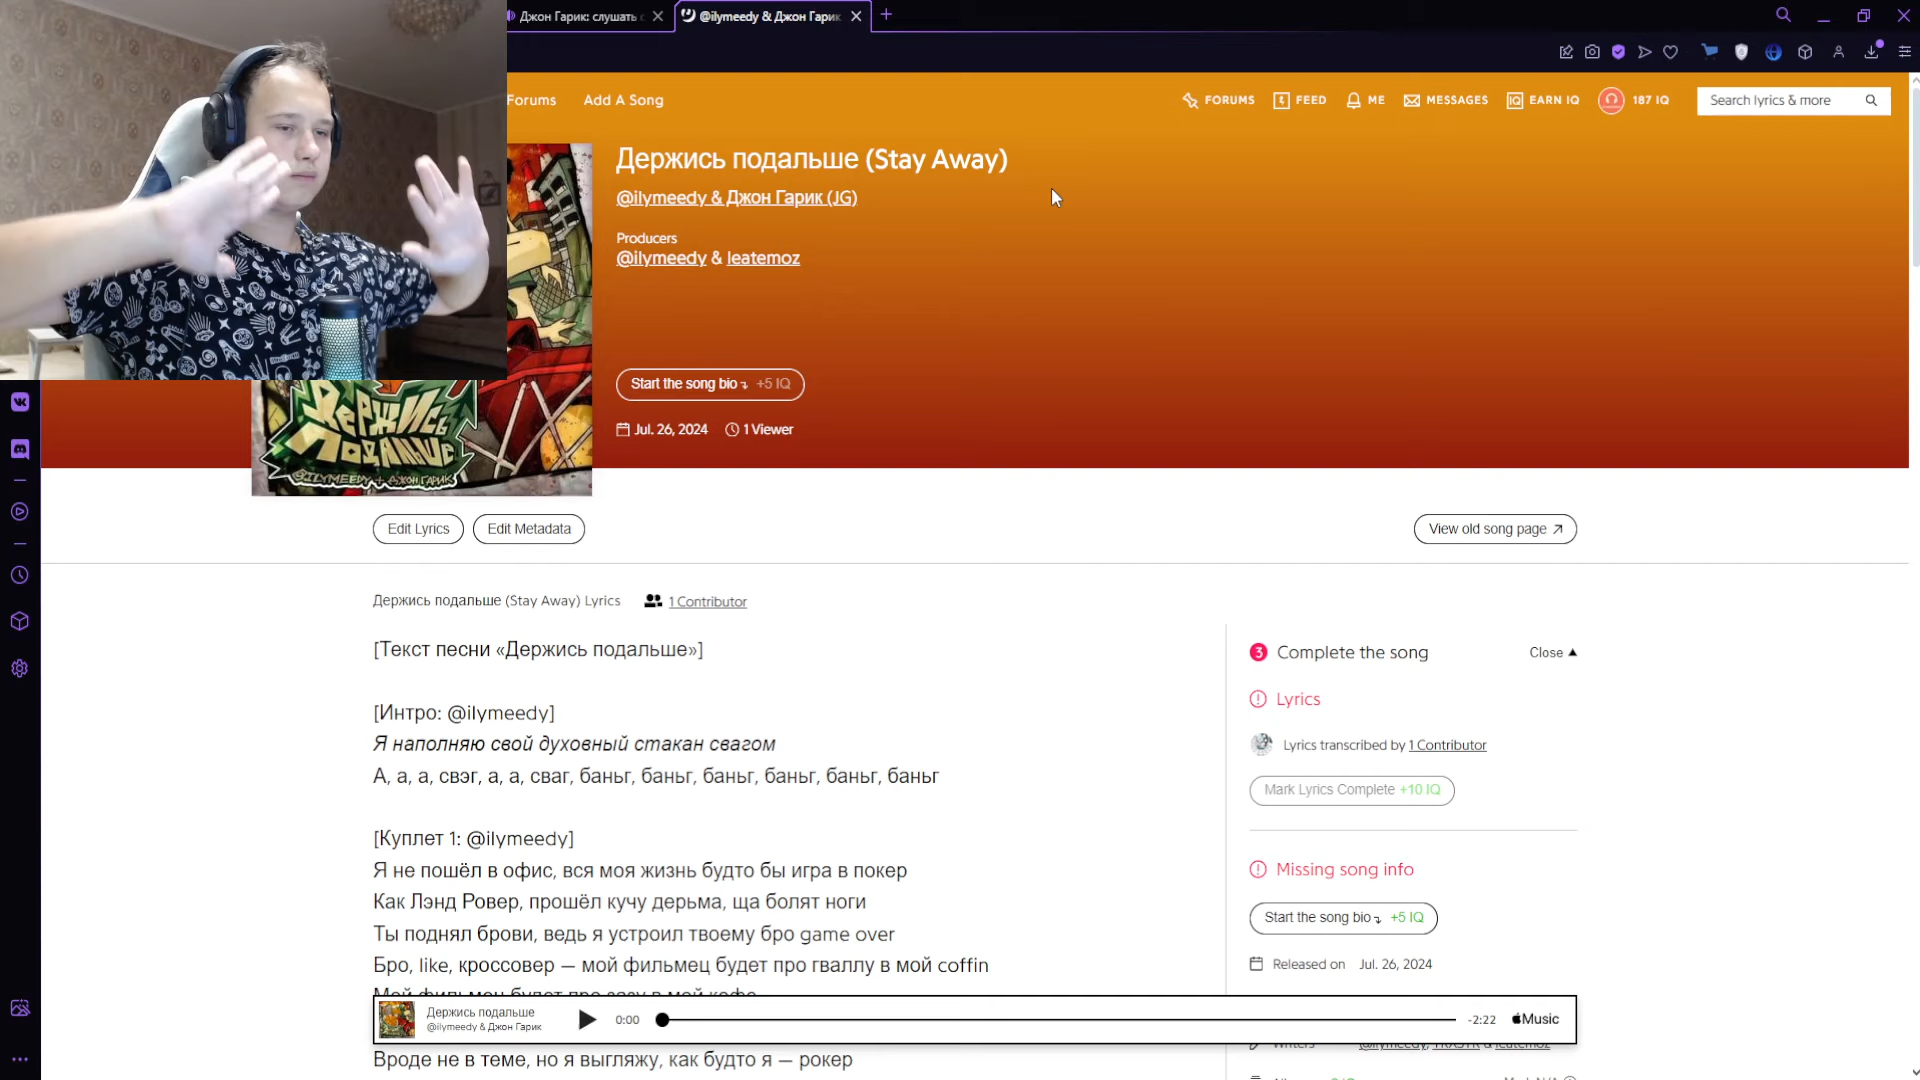 Джон Гарик: слушать
@ilymeedy & Джон Гарик
Forums
Add A Song
FORUMS
FEED
ME
MESSAGES
EARN IQ
187 IQ
Search lyrics & more
Держись подальше (Stay Away)
@ilymeedy & Джон Гарик (JG)
Producers
@ilymeedy & leatemoz
Start the song bio +5 IQ
Jul. 26, 2024
1 Viewer
ДЕРЖИСЬ
ПОДАЛЬШЕ
@ILYMEEDY + ДЖОН ГАРИК
Edit Lyrics
Edit Metadata
View old song page
Держись подальше (Stay Away) Lyrics
1 Contributor
[Текст песни «Держись подальше»]
[Интро: @ilymeedy]
Я наполняю свой духовный стакан свагом
А, а, а, свэг, а, а, сваг, баньг, баньг, баньг, баньг, баньг, баньг
[Куплет 1: @ilymeedy]
Я не пошёл в офис, вся моя жизнь будто бы игра в покер
Как Лэнд Ровер, прошёл кучу дерьма, ща болят ноги
Ты поднял брови, ведь я устроил твоему бро game over
Бро, like, кроссовер — мой фильмец будет про гваллу в мой coffin
Вроде не в теме, но я выгляжу, как будто я — рокер
3 Complete the song
Close
Lyrics
Lyrics transcribed by 1 Contributor
Mark Lyrics Complete +10 IQ
Missing song info
Start the song bio +5 IQ
Released on Jul. 26, 2024
Держись подальше
@ilymeedy & Джон Гарик
0:00
-2:22
Music